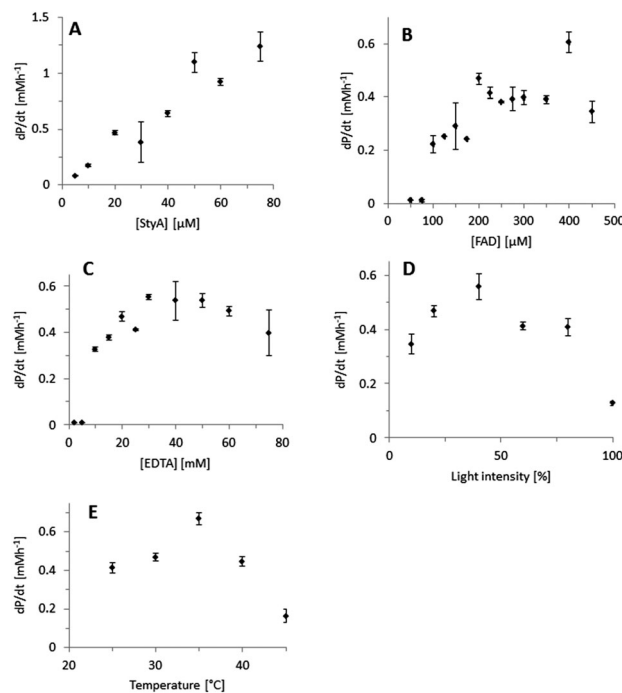 A
dP/dt [mMh⁻¹]
1.5
1
0.5
0
0 20 40 60 80
[StyA] [µM]
B
dP/dt [mMh⁻¹]
0.6
0.4
0.2
0
0 100 200 300 400 500
[FAD] [µM]
C
dP/dt [mMh⁻¹]
0.6
0.4
0.2
0
0 20 40 60 80
[EDTA] [mM]
D
dP/dt [mMh⁻¹]
0.6
0.4
0.2
0
0 50 100
Light intensity [%]
E
dP/dt [mMh⁻¹]
0.6
0.4
0.2
0
20 30 40
Temperature [°C]